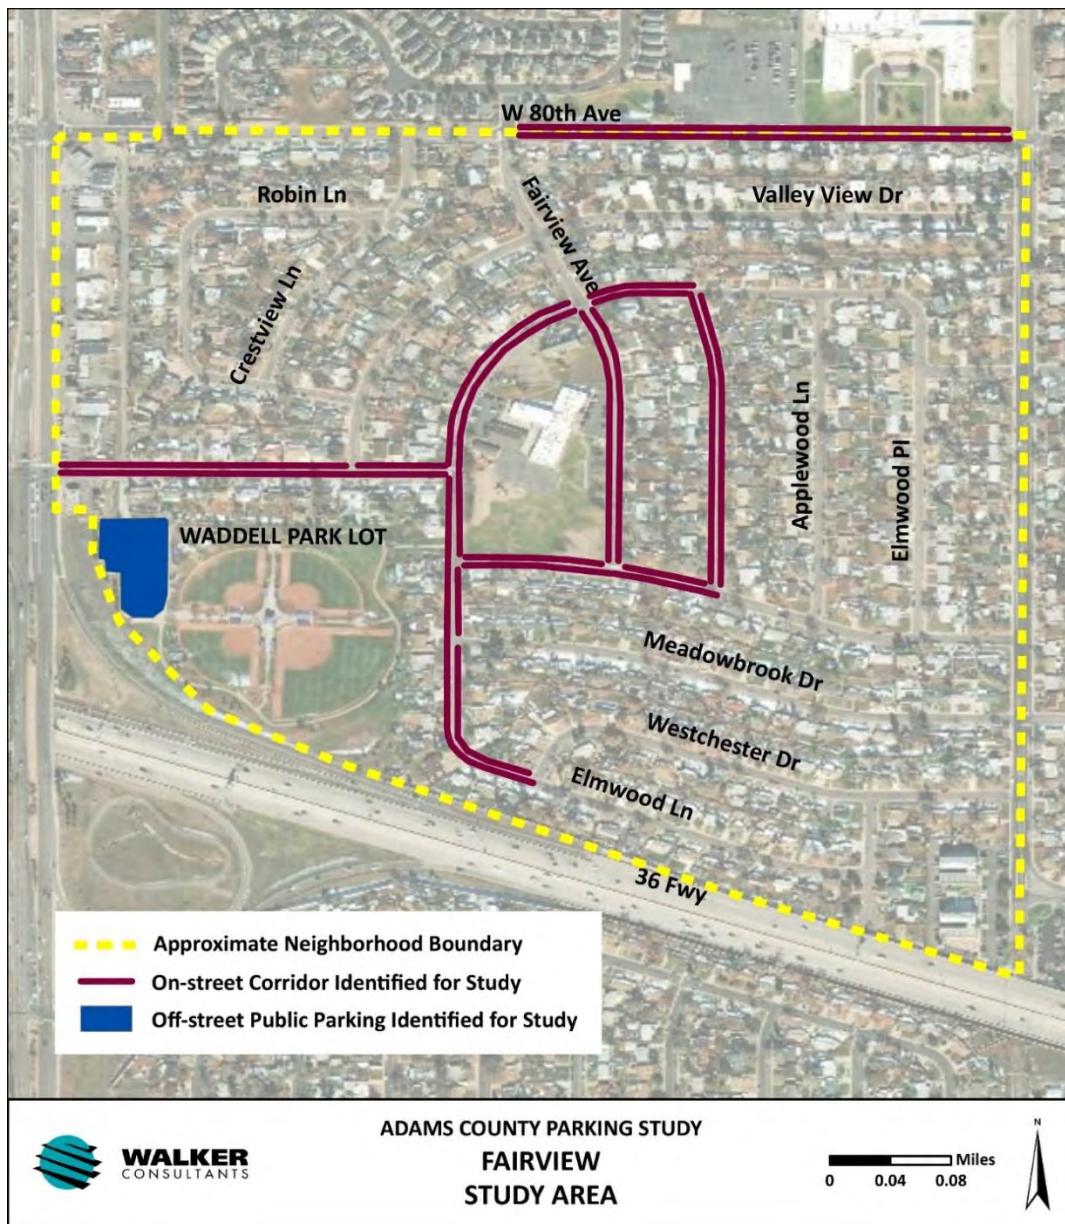 W 80th Ave
Robin Ln
Fairview Ave
Valley View Dr
Crestview Ln
Applewood Ln
Elmwood Pl
WADDELL PARK LOT
Meadowbrook Dr
Westchester Dr
Elmwood Ln
36 Fwy
Approximate Neighborhood Boundary
On-street Corridor Identified for Study
Off-street Public Parking Identified for Study
WALKER
CONSULTANTS
ADAMS COUNTY PARKING STUDY
FAIRVIEW
STUDY AREA
Miles
0 0.04 0.08
N